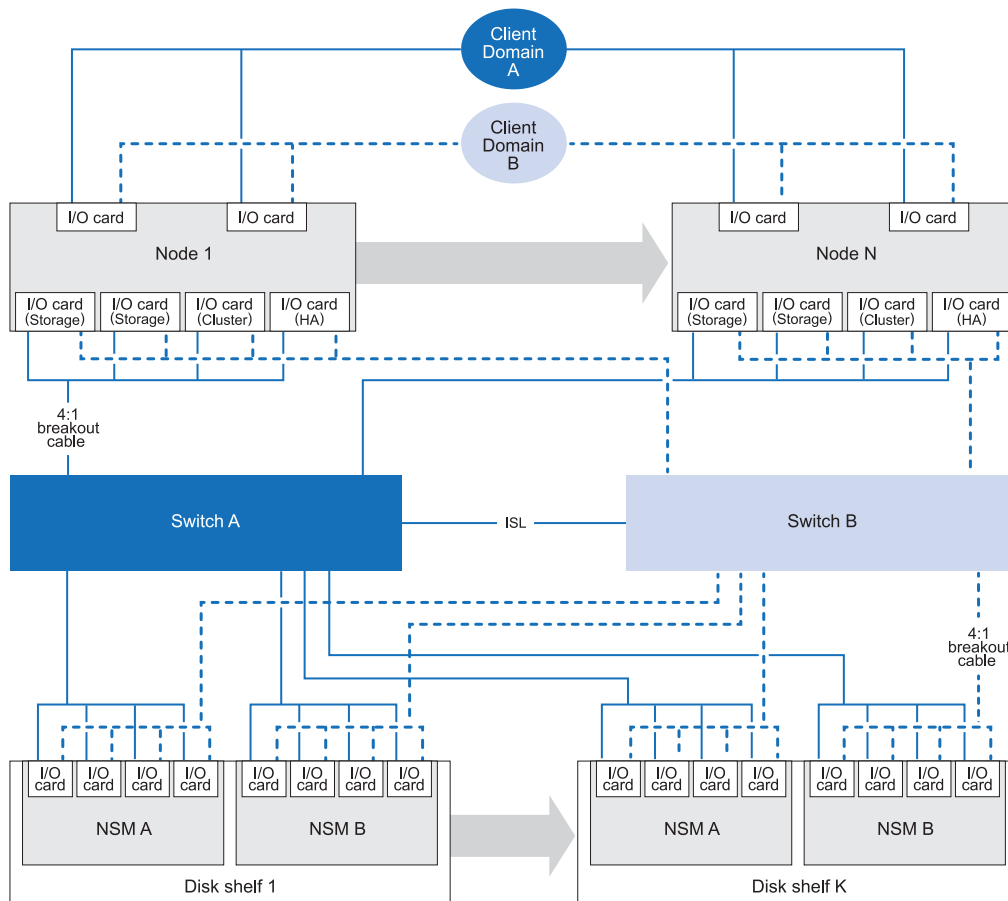 Client
Domain
A
Client
Domain
B
I/O card
I/O card
I/O card
I/O card
Node 1
Node N
I/O card
(Storage)
I/O card
(Storage)
I/O card
(Cluster)
I/O card
(HA)
I/O card
(Storage)
I/O card
(Storage)
I/O card
(Cluster)
I/O card
(HA)
4:1
breakout
cable
Switch A
ISL
Switch B
4:1
breakout
cable
I/O
card
I/O
card
I/O
card
I/O
card
I/O
card
I/O
card
I/O
card
I/O
card
I/O
card
I/O
card
I/O
card
I/O
card
I/O
card
I/O
card
I/O
card
I/O
card
NSM A
NSM B
NSM A
NSM B
Disk shelf 1
Disk shelf K